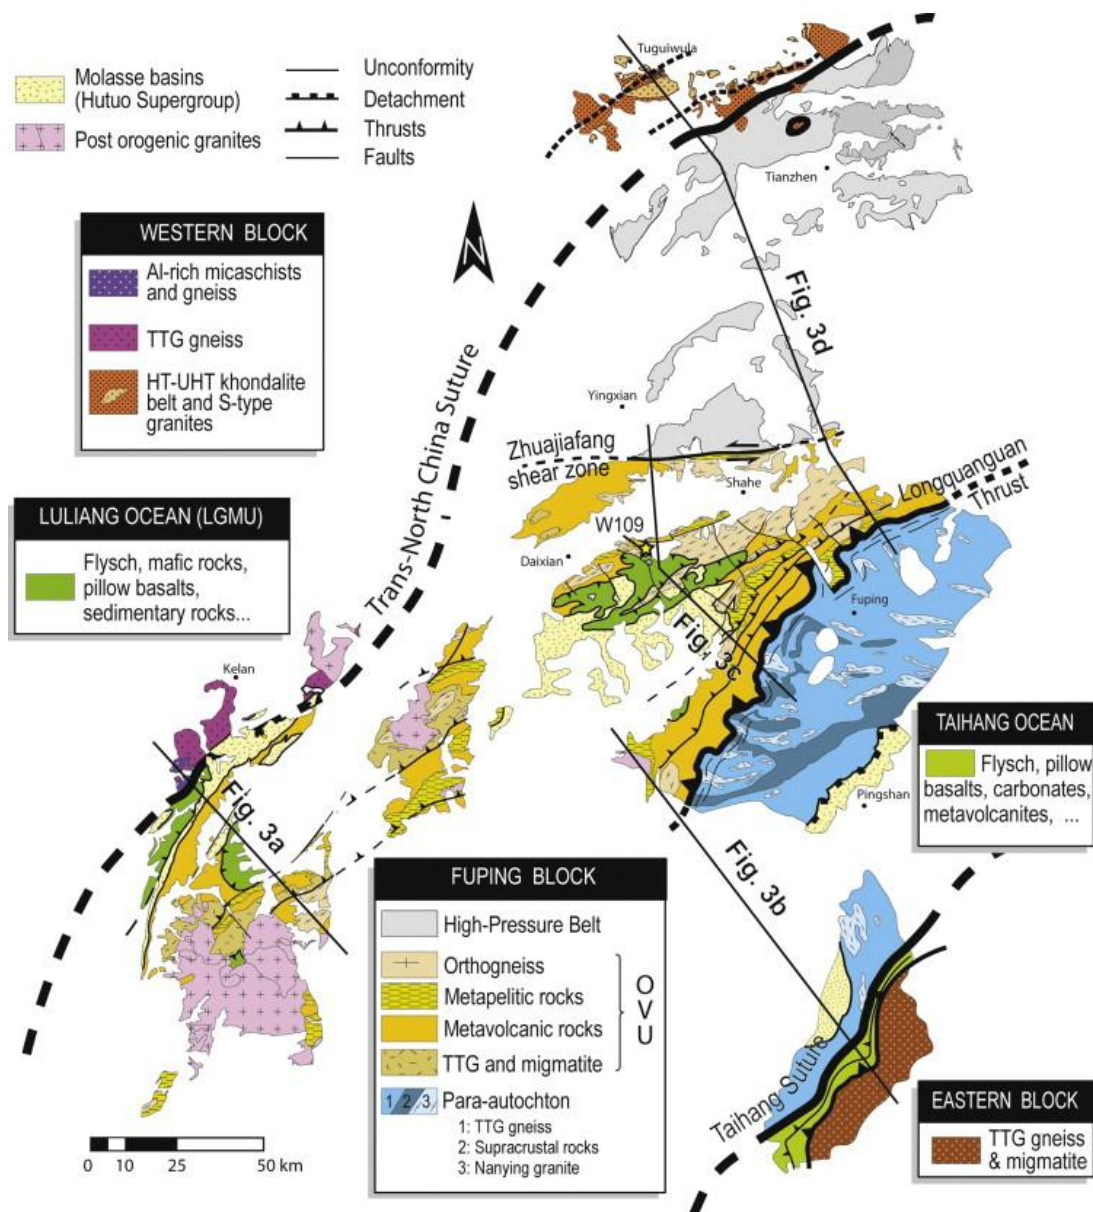 Molasse basins
(Hutuo Supergroup)
Post orogenic granites
Unconformity
Detachment
Thrusts
Faults
WESTERN BLOCK
Al-rich micaschists
and gneiss
TTG gneiss
HT-UHT khondalite
belt and S-type
granites
LULIANG OCEAN (LGMU)
Flysch, mafic rocks,
pillow basalts,
sedimentary rocks...
N
Trans-North China Suture
Tuguiwula
Tianzhen
Fig. 3d
Yingxian
Zhuajiafang
shear zone
Shahe
Longquanguan
Thrust
W109
Daixian
Fuping
Fig. 3c
Kelan
Fig. 3a
Pingshan
Fig. 3b
TAIHANG OCEAN
Flysch, pillow
basalts, carbonates,
metavolcanites, ...
FUPING BLOCK
High-Pressure Belt
Orthogneiss
Metapelitic rocks
Metavolcanic rocks
TTG and migmatite
O
V
U
1 2 3 Para-autochton
1: TTG gneiss
2: Supracrustal rocks
3: Nanying granite
Taihang Suture
EASTERN BLOCK
TTG gneiss
& migmatite
0 10 25 50 km